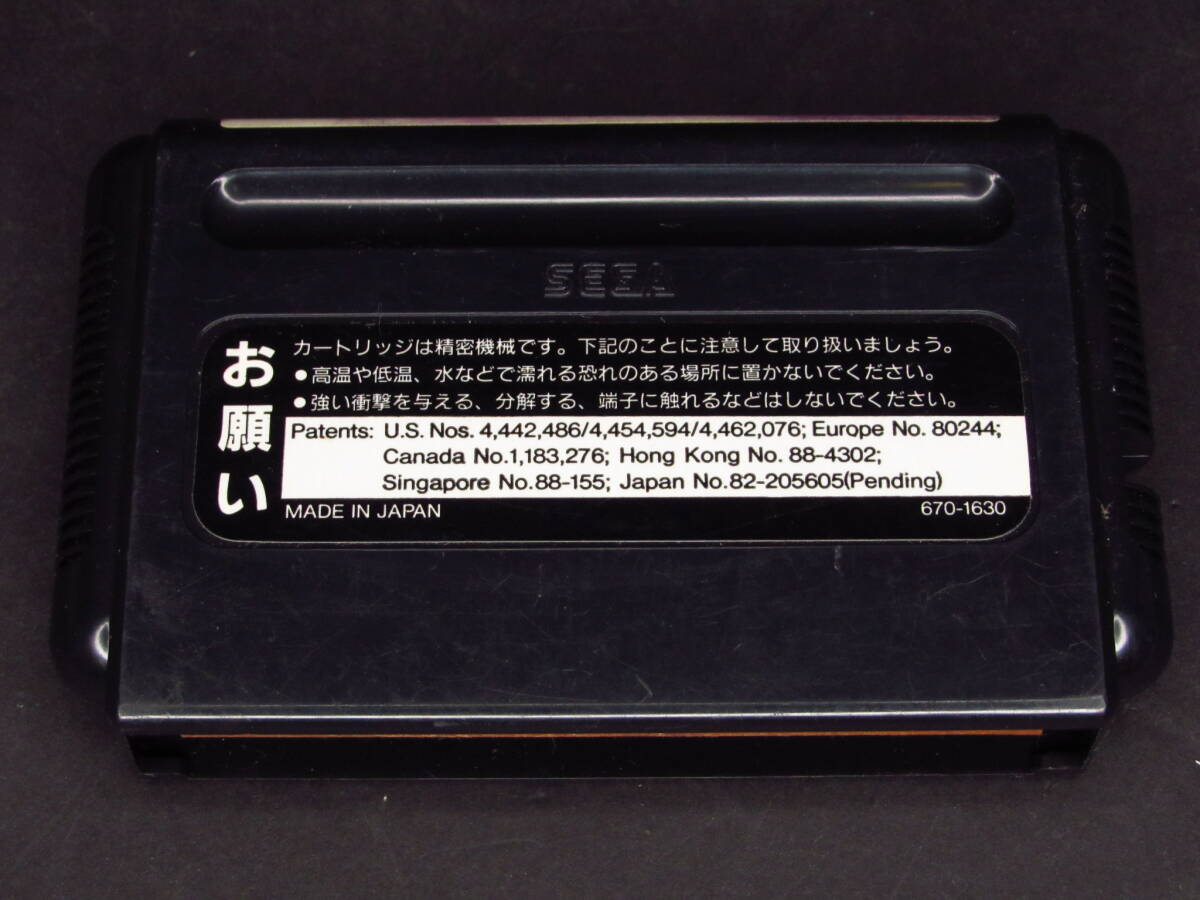 SEGA
お願い
カートリッジは精密機械です。下記のことに注意して取り扱いましょう。
●高温や低温、水などで濡れる恐れのある場所に置かないでください。
●強い衝撃を与える、分解する、端子に触れるなどはしないでください。
Patents: U.S. Nos. 4,442,486/4,454,594/4,462,076; Europe No. 80244;
Canada No.1,183,276; Hong Kong No. 88-4302;
Singapore No.88-155; Japan No.82-205605(Pending)
MADE IN JAPAN 670-1630